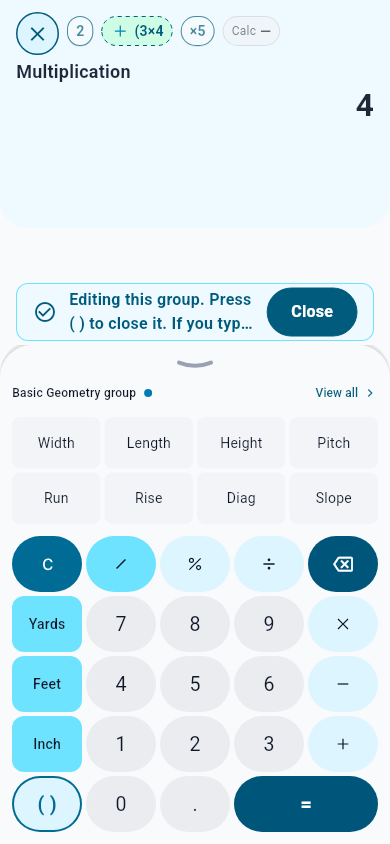 2 + (3×4 ×5 Calc —
Multiplication
4
Editing this group. Press
( ) to close it. If you typ...
Close
Basic Geometry group
View all
Width Length Height Pitch
Run Rise Diag Slope
C / % ÷
Yards 7 8 9 ×
Feet 4 5 6 −
Inch 1 2 3 +
( ) 0 . =